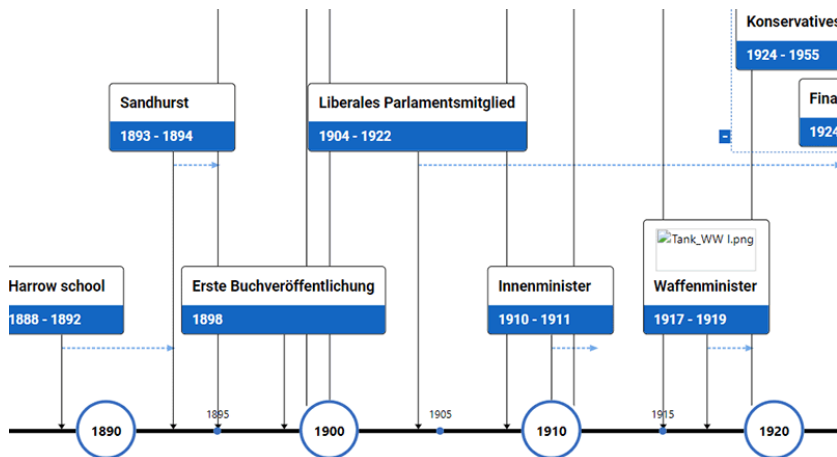 Konservatives
1924 - 1955
Sandhurst
1893 - 1894
Liberales Parlamentsmitglied
1904 - 1922
Fina
1924
Tank_WW I.png
Harrow school
1888 - 1892
Erste Buchveröffentlichung
1898
Innenminister
1910 - 1911
Waffenminister
1917 - 1919
1895
1905
1915
1890
1900
1910
1920